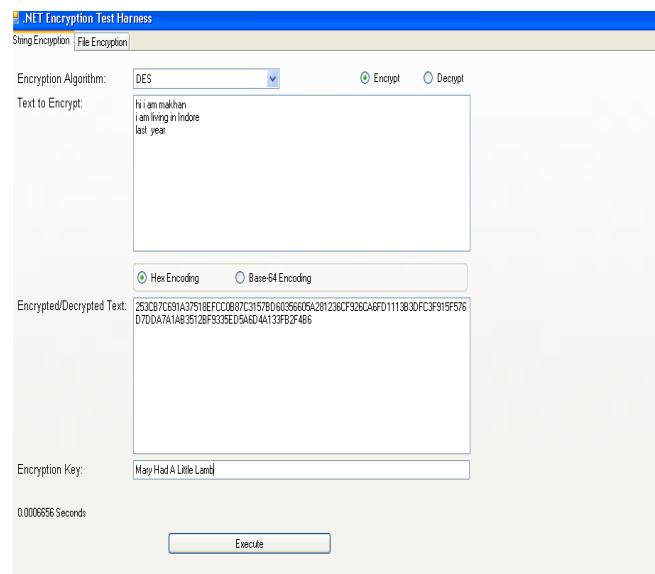 .NET Encryption Test Harness
String Encryption File Encryption
Encryption Algorithm: DES Encrypt Decrypt
Text to Encrypt: hi i am makhan
i am living in Indore
last year
Hex Encoding Base-64 Encoding
Encrypted/Decrypted Text: 253CB7C691A37518EFCC0B87C3157BD60356605A281236CF926CA6FD1113B3DFC3F915F576
D7DDA7A1AB3512BF9335ED5A6D4A133FB2F4B6
Encryption Key: Mary Had A Little Lamb
0.0006656 Seconds
Execute